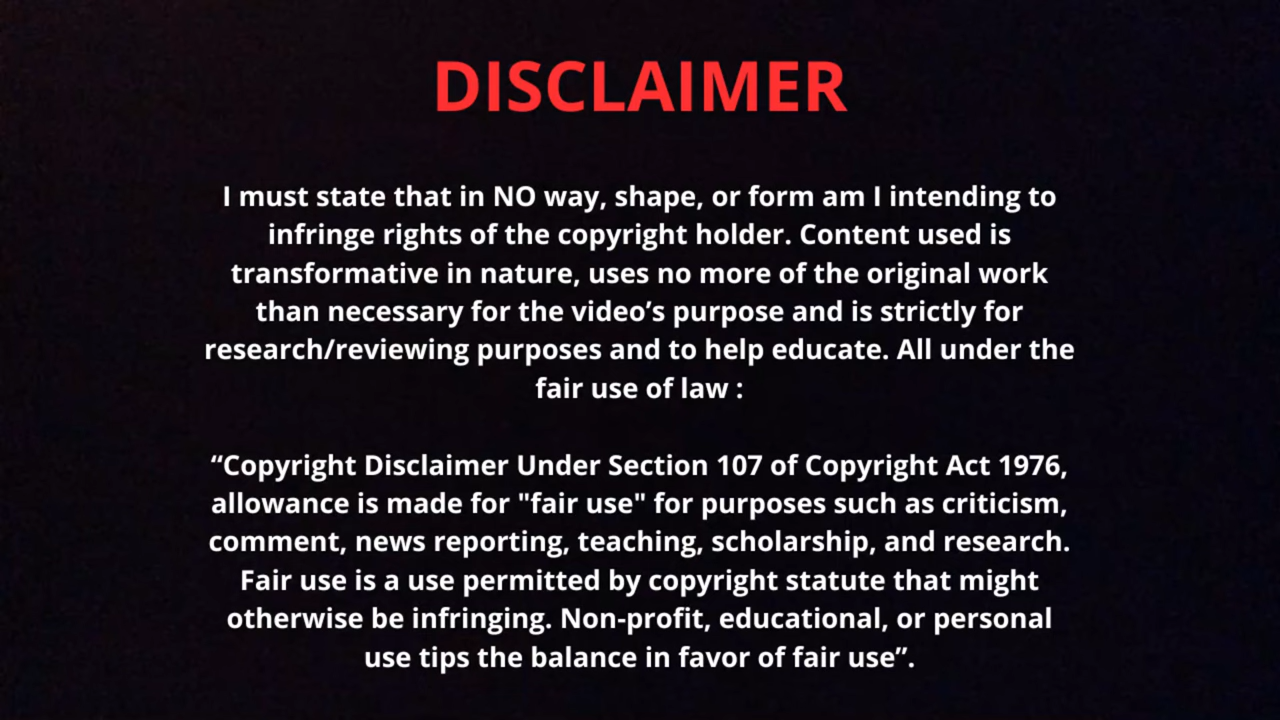 DISCLAIMER
I must state that in NO way, shape, or form am I intending to
infringe rights of the copyright holder. Content used is
transformative in nature, uses no more of the original work
than necessary for the video’s purpose and is strictly for
research/reviewing purposes and to help educate. All under the
fair use of law :
“Copyright Disclaimer Under Section 107 of Copyright Act 1976,
allowance is made for "fair use" for purposes such as criticism,
comment, news reporting, teaching, scholarship, and research.
Fair use is a use permitted by copyright statute that might
otherwise be infringing. Non-profit, educational, or personal
use tips the balance in favor of fair use”.